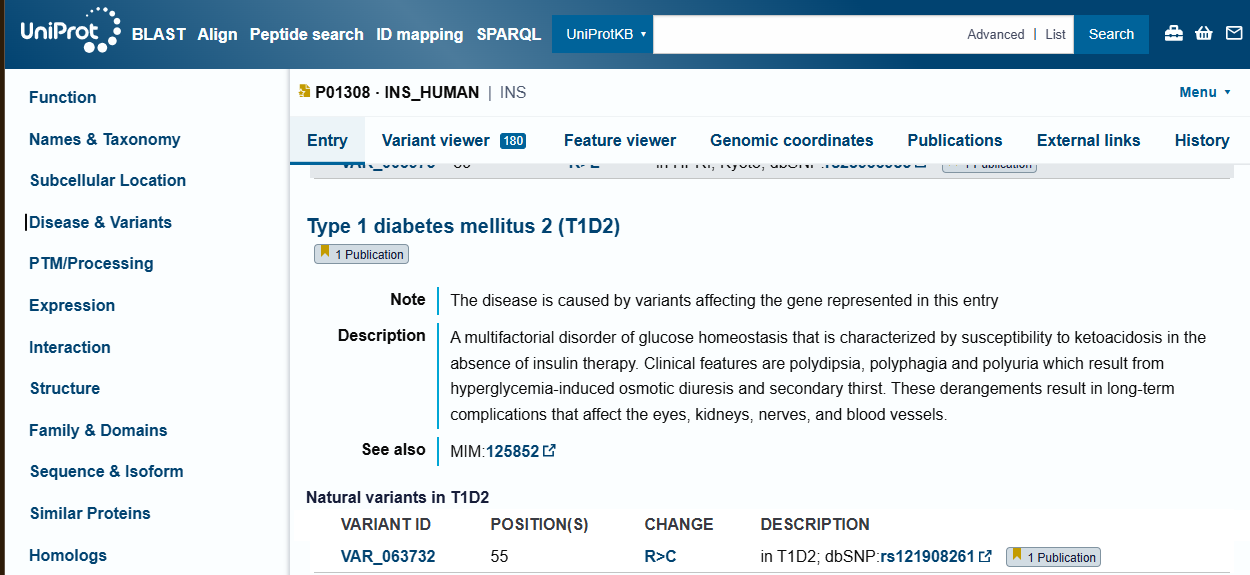 UniProt BLAST Align Peptide search ID mapping SPARQL UniProtKB Advanced | List Search
Function
Names & Taxonomy
Subcellular Location
Disease & Variants
PTM/Processing
Expression
Interaction
Structure
Family & Domains
Sequence & Isoform
Similar Proteins
Homologs
P01308 · INS_HUMAN | INS
Menu
Entry Variant viewer 180 Feature viewer Genomic coordinates Publications External links History
1 Publication
Type 1 diabetes mellitus 2 (T1D2)
1 Publication
Note The disease is caused by variants affecting the gene represented in this entry
Description A multifactorial disorder of glucose homeostasis that is characterized by susceptibility to ketoacidosis in the
absence of insulin therapy. Clinical features are polydipsia, polyphagia and polyuria which result from
hyperglycemia-induced osmotic diuresis and secondary thirst. These derangements result in long-term
complications that affect the eyes, kidneys, nerves, and blood vessels.
See also MIM:125852
Natural variants in T1D2
VARIANT ID POSITION(S) CHANGE DESCRIPTION
VAR_063732 55 R>C in T1D2; dbSNP:rs121908261 1 Publication